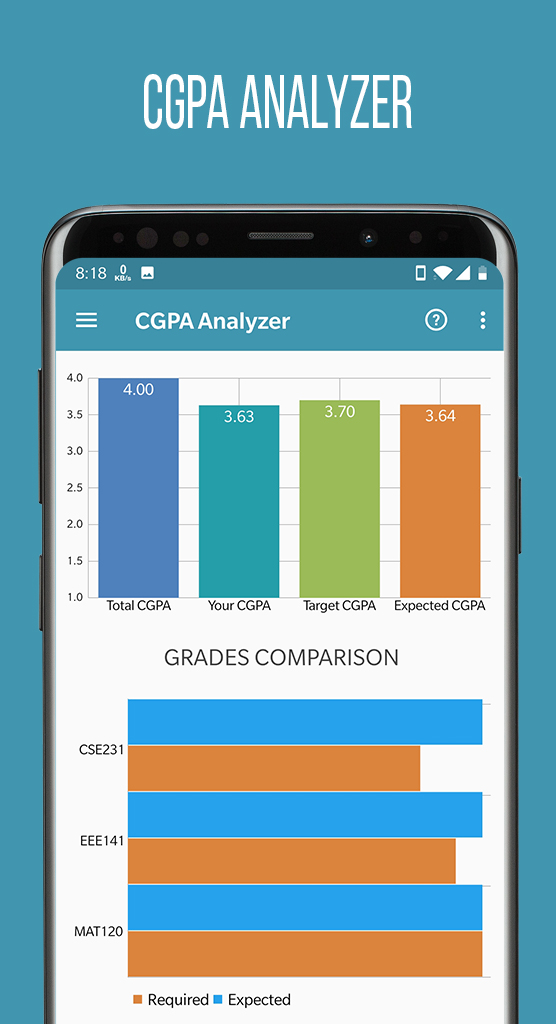 CGPA ANALYZER
8:18 0 KB/s
CGPA Analyzer
4.0
3.5
3.0
2.5
2.0
1.5
1.0
4.00
3.63
3.70
3.64
Total CGPA Your CGPA Target CGPA Expected CGPA
GRADES COMPARISON
CSE231
EEE141
MAT120
Required Expected